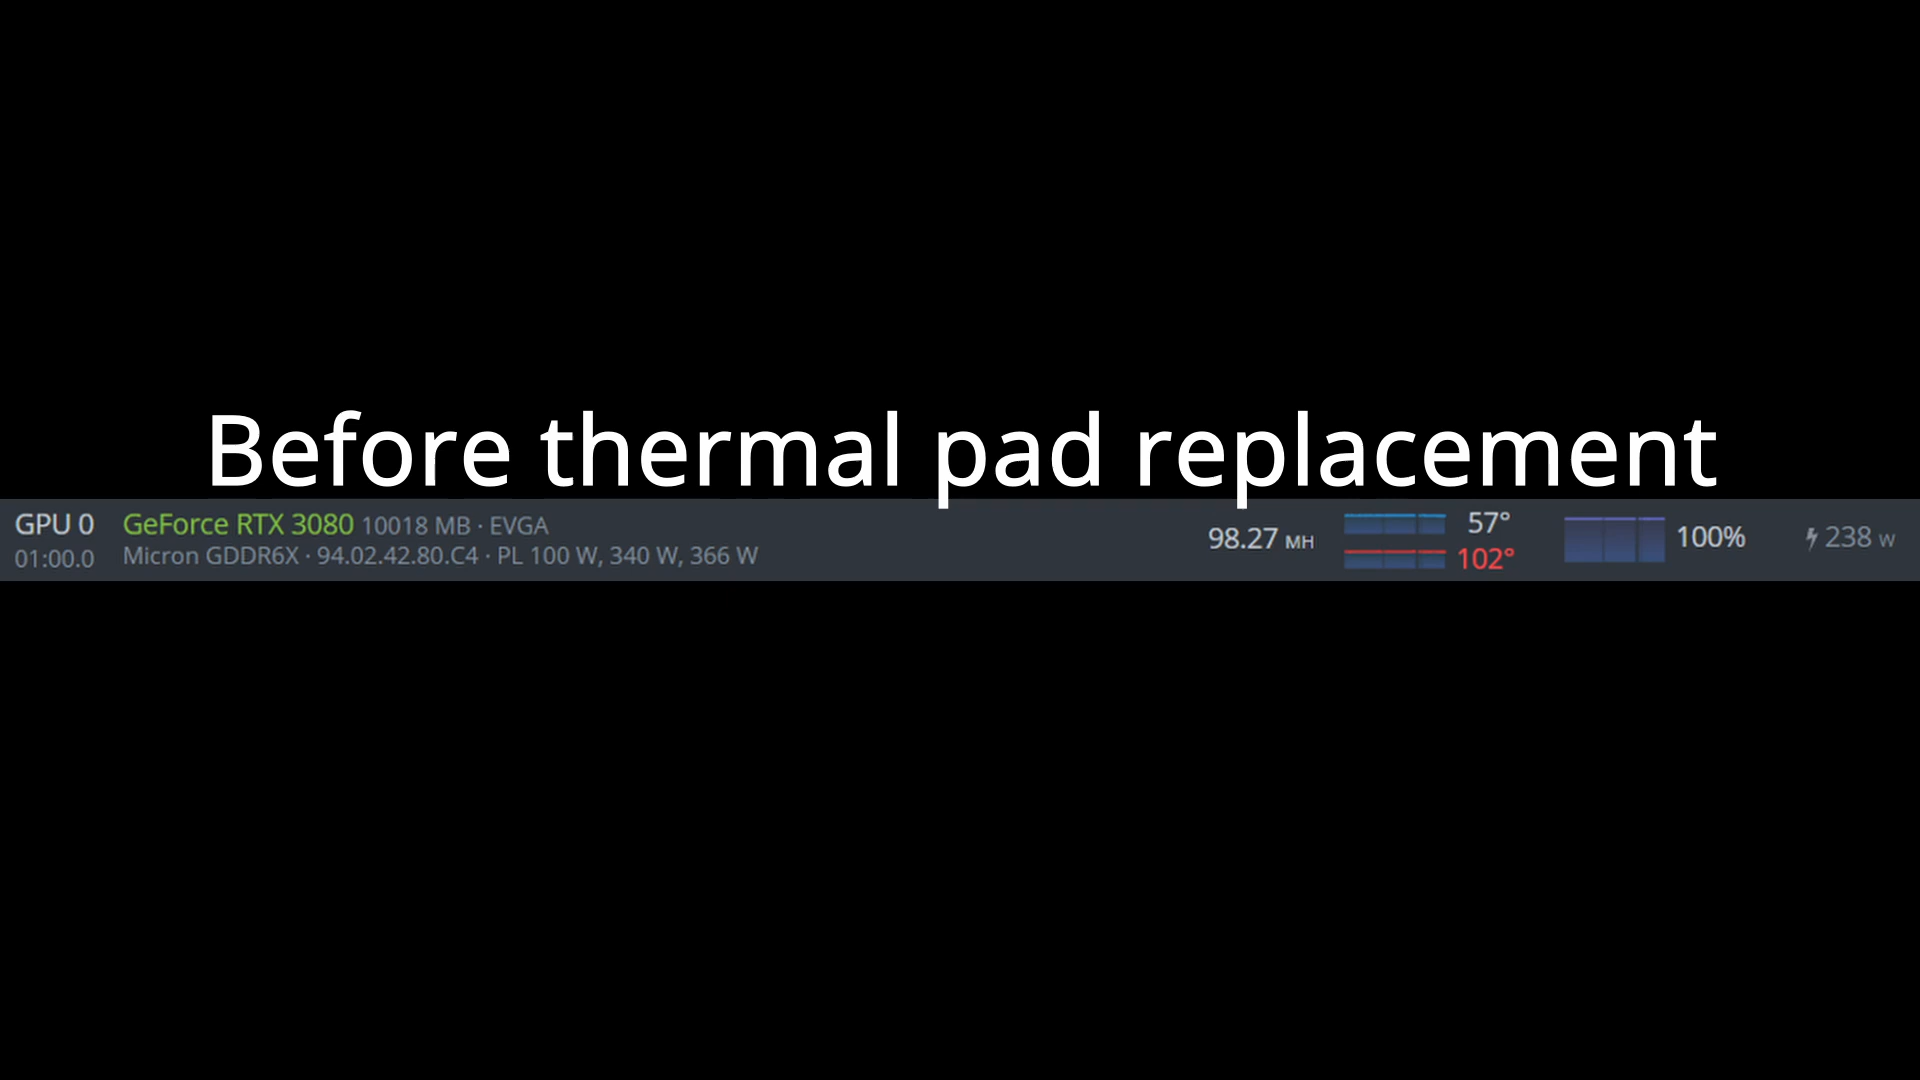 Before thermal pad replacement
GPU 0 GeForce RTX 3080 10018 MB · EVGA 98.27 MH 57° 100% 238 W
01:00.0 Micron GDDR6X · 94.02.42.80.C4 · PL 100 W, 340 W, 366 W 102°